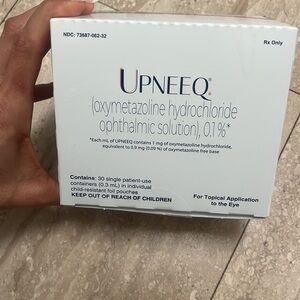 NDC: 73687-062-32
Rx Only
UPNEEQ®
(oxymetazoline hydrochloride
ophthalmic solution), 0.1%*
*Each mL of UPNEEQ contains 1 mg of oxymetazoline hydrochloride,
equivalent to 0.9 mg (0.09 %) of oxymetazoline free base
Contains: 30 single patient-use
containers (0.3 mL) in individual
child-resistant foil pouches
KEEP OUT OF REACH OF CHILDREN
For Topical Application
to the Eye